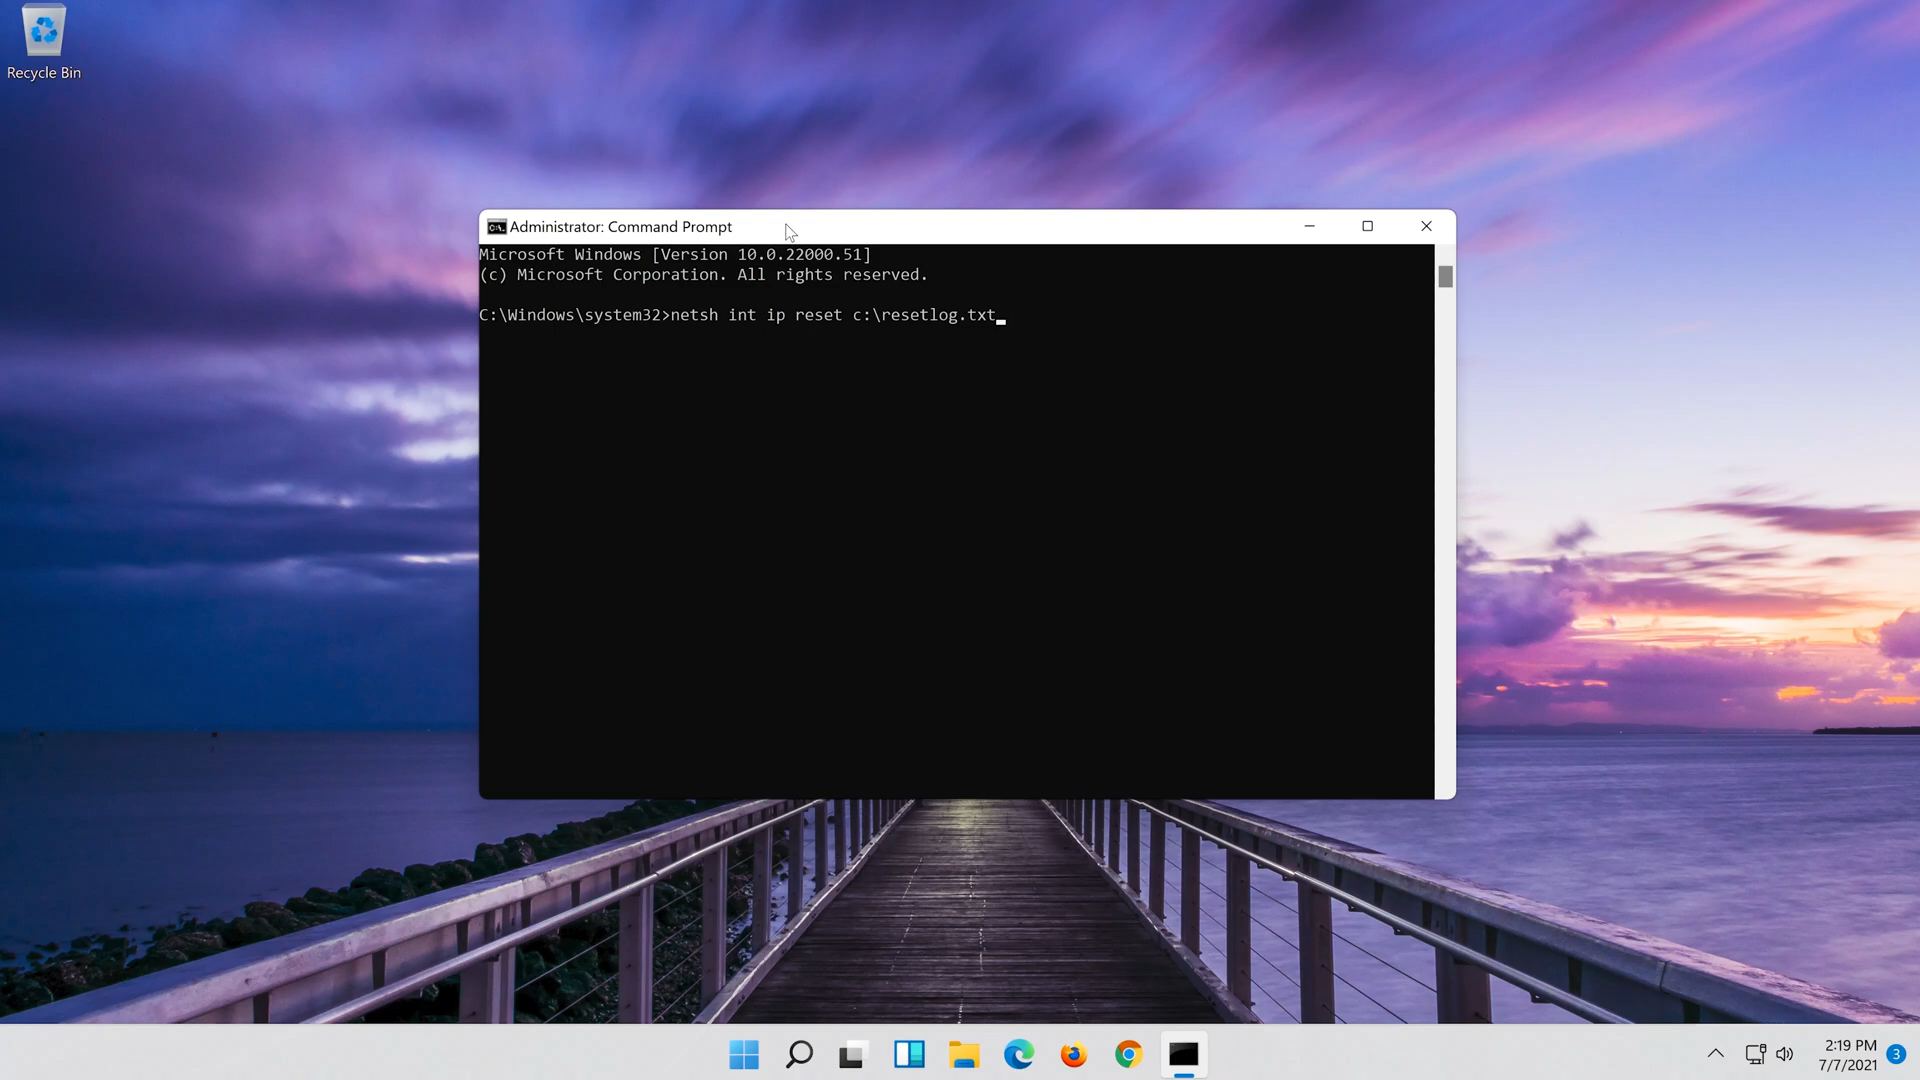 Recycle Bin
Administrator: Command Prompt
Microsoft Windows [Version 10.0.22000.51]
(c) Microsoft Corporation. All rights reserved.
C:\Windows\system32>netsh int ip reset c:\resetlog.txt
2:19 PM
7/7/2021
3